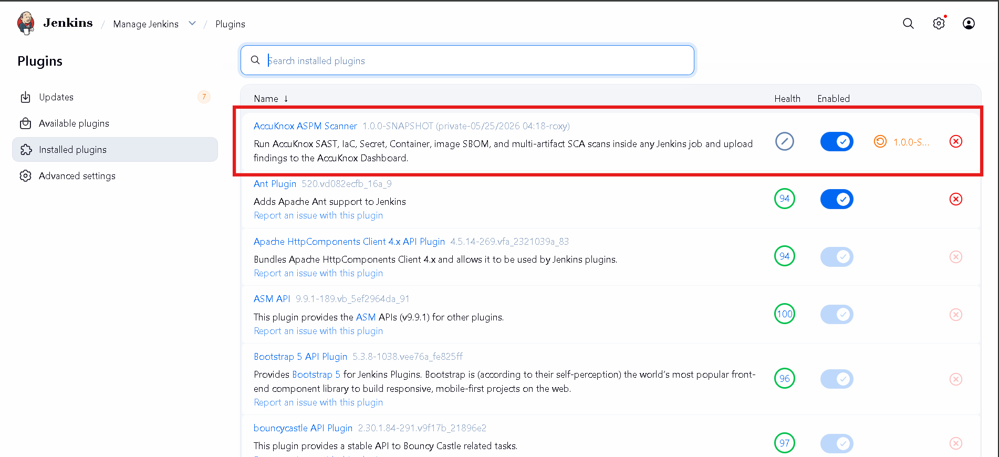 Jenkins / Manage Jenkins / Plugins
Plugins
Search installed plugins
Updates 7
Available plugins
Installed plugins
Advanced settings
Name ↓ Health Enabled
AccuKnox ASPM Scanner 1.0.0-SNAPSHOT (private-05/25/2026 04:18-roxy)
Run AccuKnox SAST, IaC, Secret, Container, image SBOM, and multi-artifact SCA scans inside any Jenkins job and upload
findings to the AccuKnox Dashboard.
1.0.0-S...
Ant Plugin 520.vd082ecfb_16a_9
Adds Apache Ant support to Jenkins
Report an issue with this plugin
94
Apache HttpComponents Client 4.x API Plugin 4.5.14-269.vfa_2321039a_83
Bundles Apache HttpComponents Client 4.x and allows it to be used by Jenkins plugins.
Report an issue with this plugin
94
ASM API 9.9.1-189.vb_5ef2964da_91
This plugin provides the ASM APIs (v9.9.1) for other plugins.
Report an issue with this plugin
100
Bootstrap 5 API Plugin 5.3.8-1038.vee76a_fe825ff
Provides Bootstrap 5 for Jenkins Plugins. Bootstrap is (according to their self-perception) the world's most popular front-
end component library to build responsive, mobile-first projects on the web.
Report an issue with this plugin
96
bouncycastle API Plugin 2.30.1.84-291.v9f17b_21896e2
This plugin provides a stable API to Bouncy Castle related tasks.
97